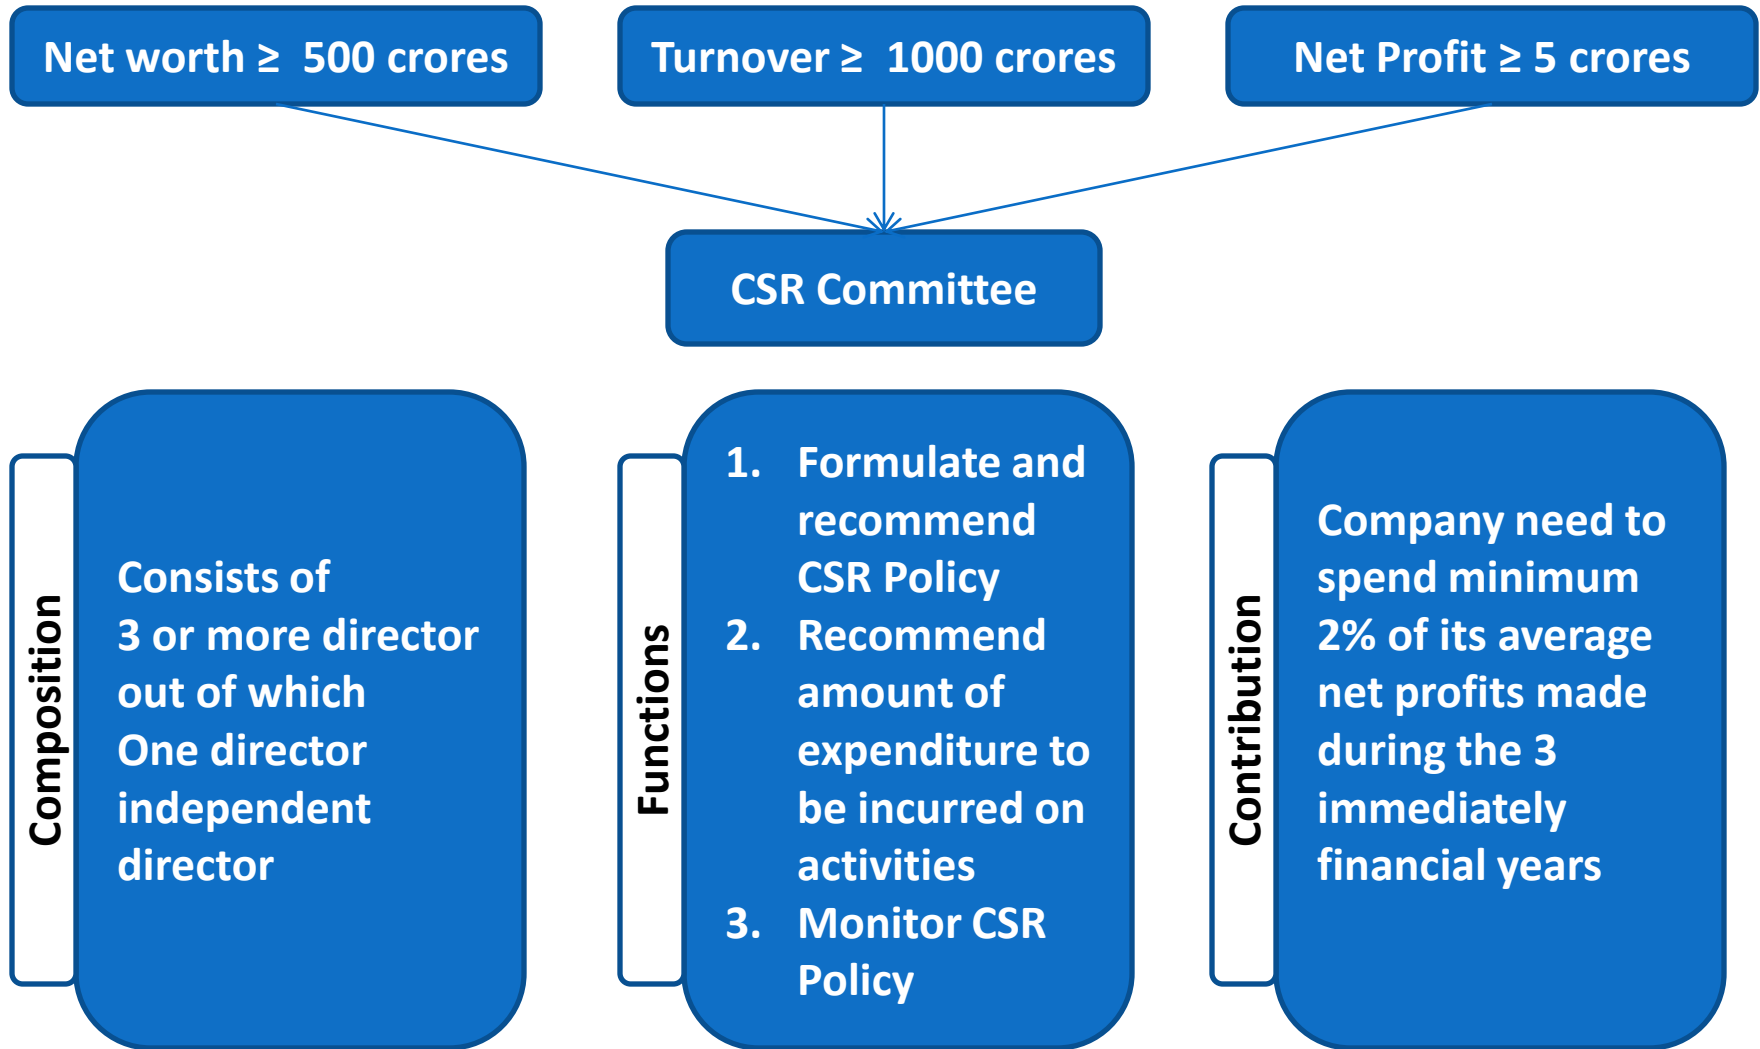 Net worth ≥ 500 crores
Turnover ≥ 1000 crores
Net Profit ≥ 5 crores
CSR Committee
Composition
Consists of
3 or more director
out of which
One director
independent
director
Functions
1. Formulate and
recommend
CSR Policy
2. Recommend
amount of
expenditure to
be incurred on
activities
3. Monitor CSR
Policy
Contribution
Company need to
spend minimum
2% of its average
net profits made
during the 3
immediately
financial years